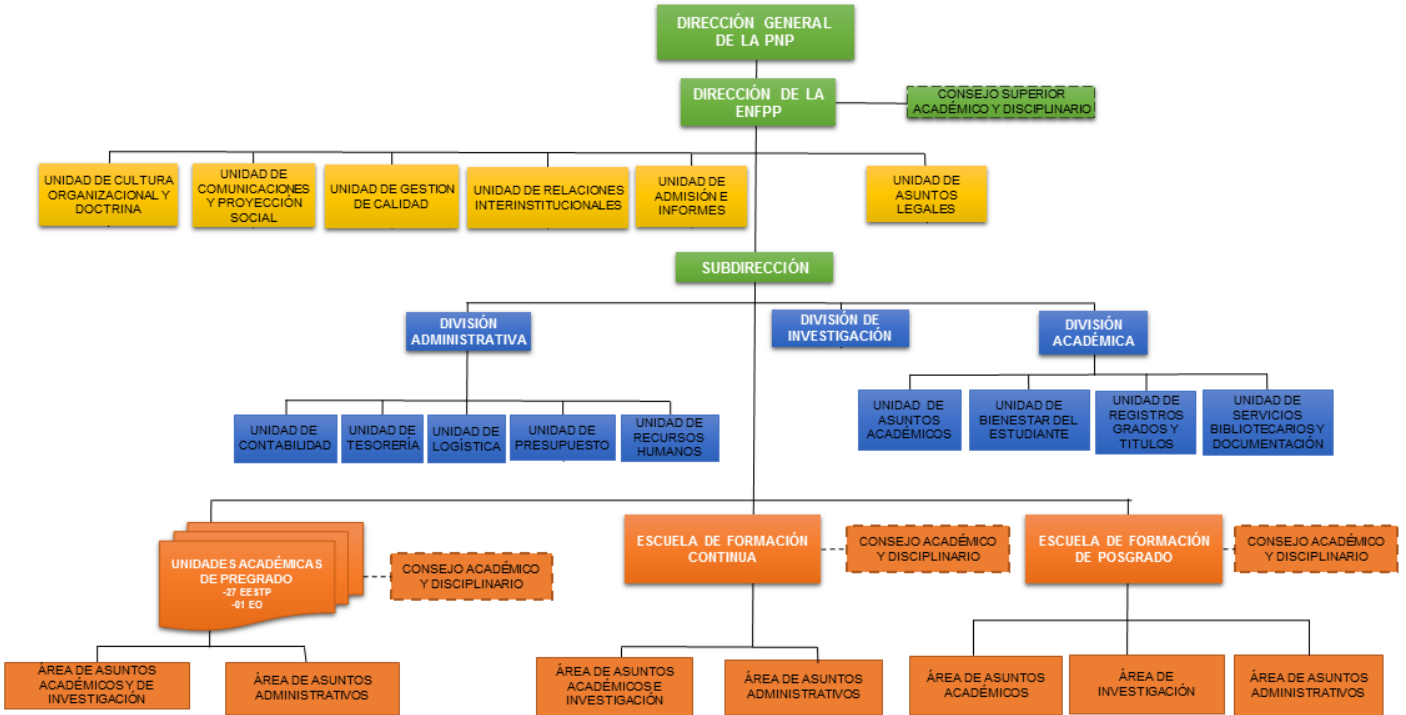 DIRECCIÓN GENERAL
DE LA PNP
DIRECCIÓN DE LA
ENFPP
CONSEJO SUPERIOR
ACADÉMICO Y DISCIPLINARIO
UNIDAD DE CULTURA
ORGANIZACIONAL Y
DOCTRINA
UNIDAD DE
COMUNICACIONES
Y PROYECCIÓN
SOCIAL
UNIDAD DE GESTION
DE CALIDAD
UNIDAD DE RELACIONES
INTERINSTITUCIONALES
UNIDAD DE
ADMISIÓN E
INFORMES
UNIDAD DE
ASUNTOS
LEGALES
SUBDIRECCIÓN
DIVISIÓN
ADMINISTRATIVA
DIVISIÓN DE
INVESTIGACIÓN
DIVISIÓN
ACADÉMICA
UNIDAD DE
CONTABILIDAD
UNIDAD DE
TESORERÍA
UNIDAD DE
LOGÍSTICA
UNIDAD DE
PRESUPUESTO
UNIDAD DE
RECURSOS
HUMANOS
UNIDAD DE
ASUNTOS
ACADÉMICOS
UNIDAD DE
BIENESTAR DEL
ESTUDIANTE
UNIDAD DE
REGISTROS
GRADOS Y
TITULOS
UNIDAD DE
SERVICIOS
BIBLIOTECARIOS Y
DOCUMENTACIÓN
UNIDADES ACADÉMICAS
DE PREGRADO
-27 EESTP
-01 EO
CONSEJO ACADÉMICO
Y DISCIPLINARIO
ESCUELA DE FORMACIÓN
CONTINUA
CONSEJO ACADÉMICO
Y DISCIPLINARIO
ESCUELA DE FORMACIÓN
DE POSGRADO
CONSEJO ACADÉMICO
Y DISCIPLINARIO
ÁREA DE ASUNTOS
ACADÉMICOS Y DE
INVESTIGACIÓN
ÁREA DE ASUNTOS
ADMINISTRATIVOS
ÁREA DE ASUNTOS
ACADÉMICOS E
INVESTIGACIÓN
ÁREA DE ASUNTOS
ADMINISTRATIVOS
ÁREA DE ASUNTOS
ACADÉMICOS
ÁREA DE
INVESTIGACIÓN
ÁREA DE ASUNTOS
ADMINISTRATIVOS